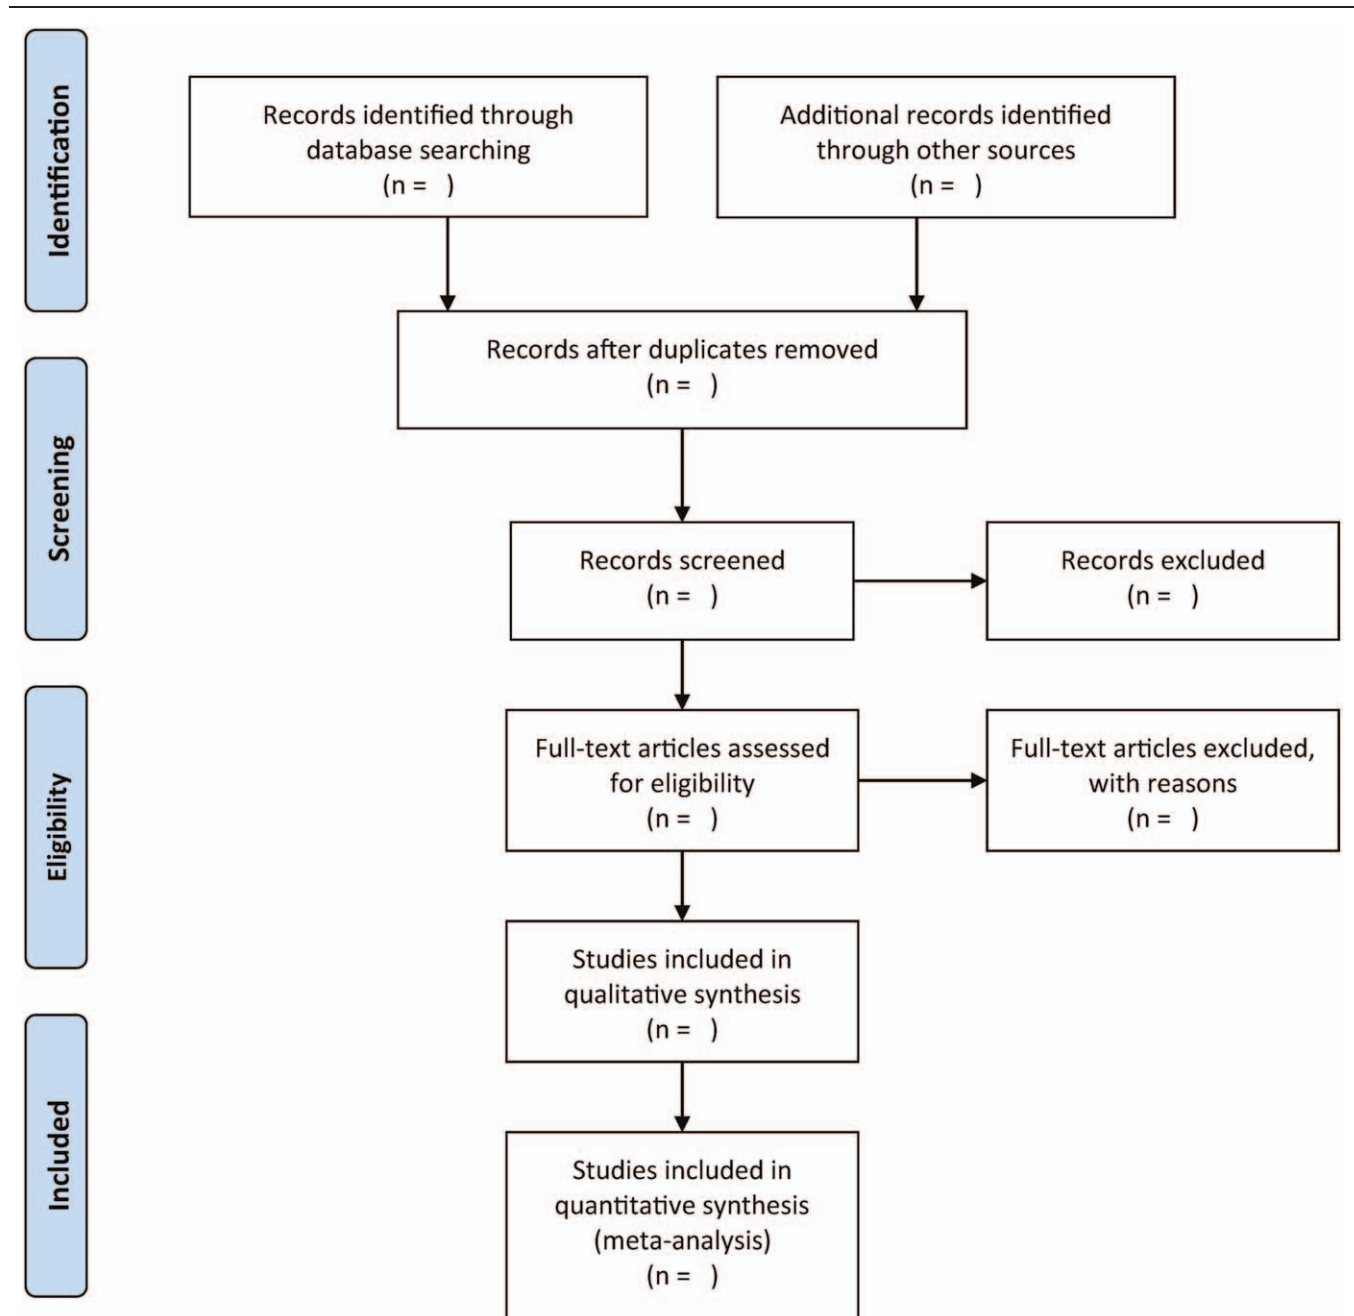 Identification
Records identified through
database searching
(n =   )
Additional records identified
through other sources
(n =   )
Records after duplicates removed
(n =   )
Screening
Records screened
(n =   )
Records excluded
(n =   )
Eligibility
Full-text articles assessed
for eligibility
(n =   )
Full-text articles excluded,
with reasons
(n =   )
Studies included in
qualitative synthesis
(n =   )
Included
Studies included in
quantitative synthesis
(meta-analysis)
(n =   )